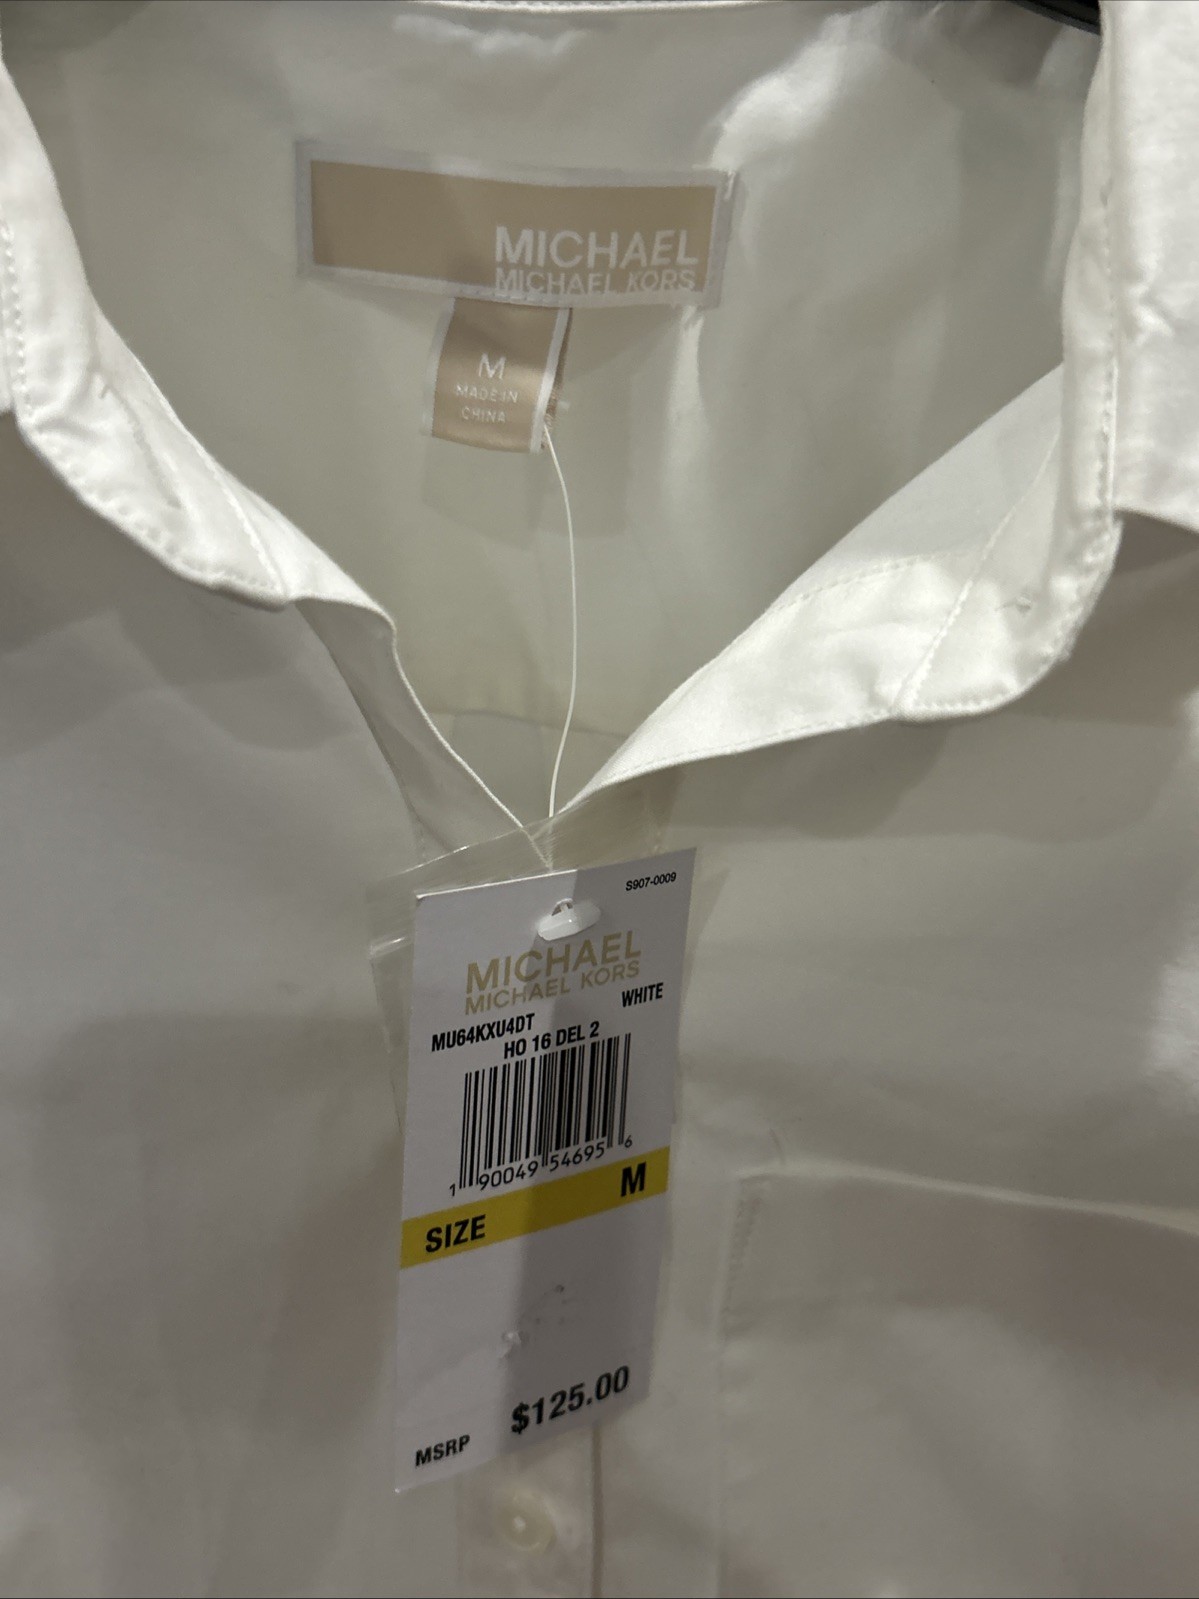 MICHAEL
MICHAEL KORS
M
MADE IN
CHINA
S907-0009
MICHAEL
MICHAEL KORS
WHITE
MU64KXU4DT
HO 16 DEL 2
1 90049 54695 6
SIZE M
MSRP $125.00